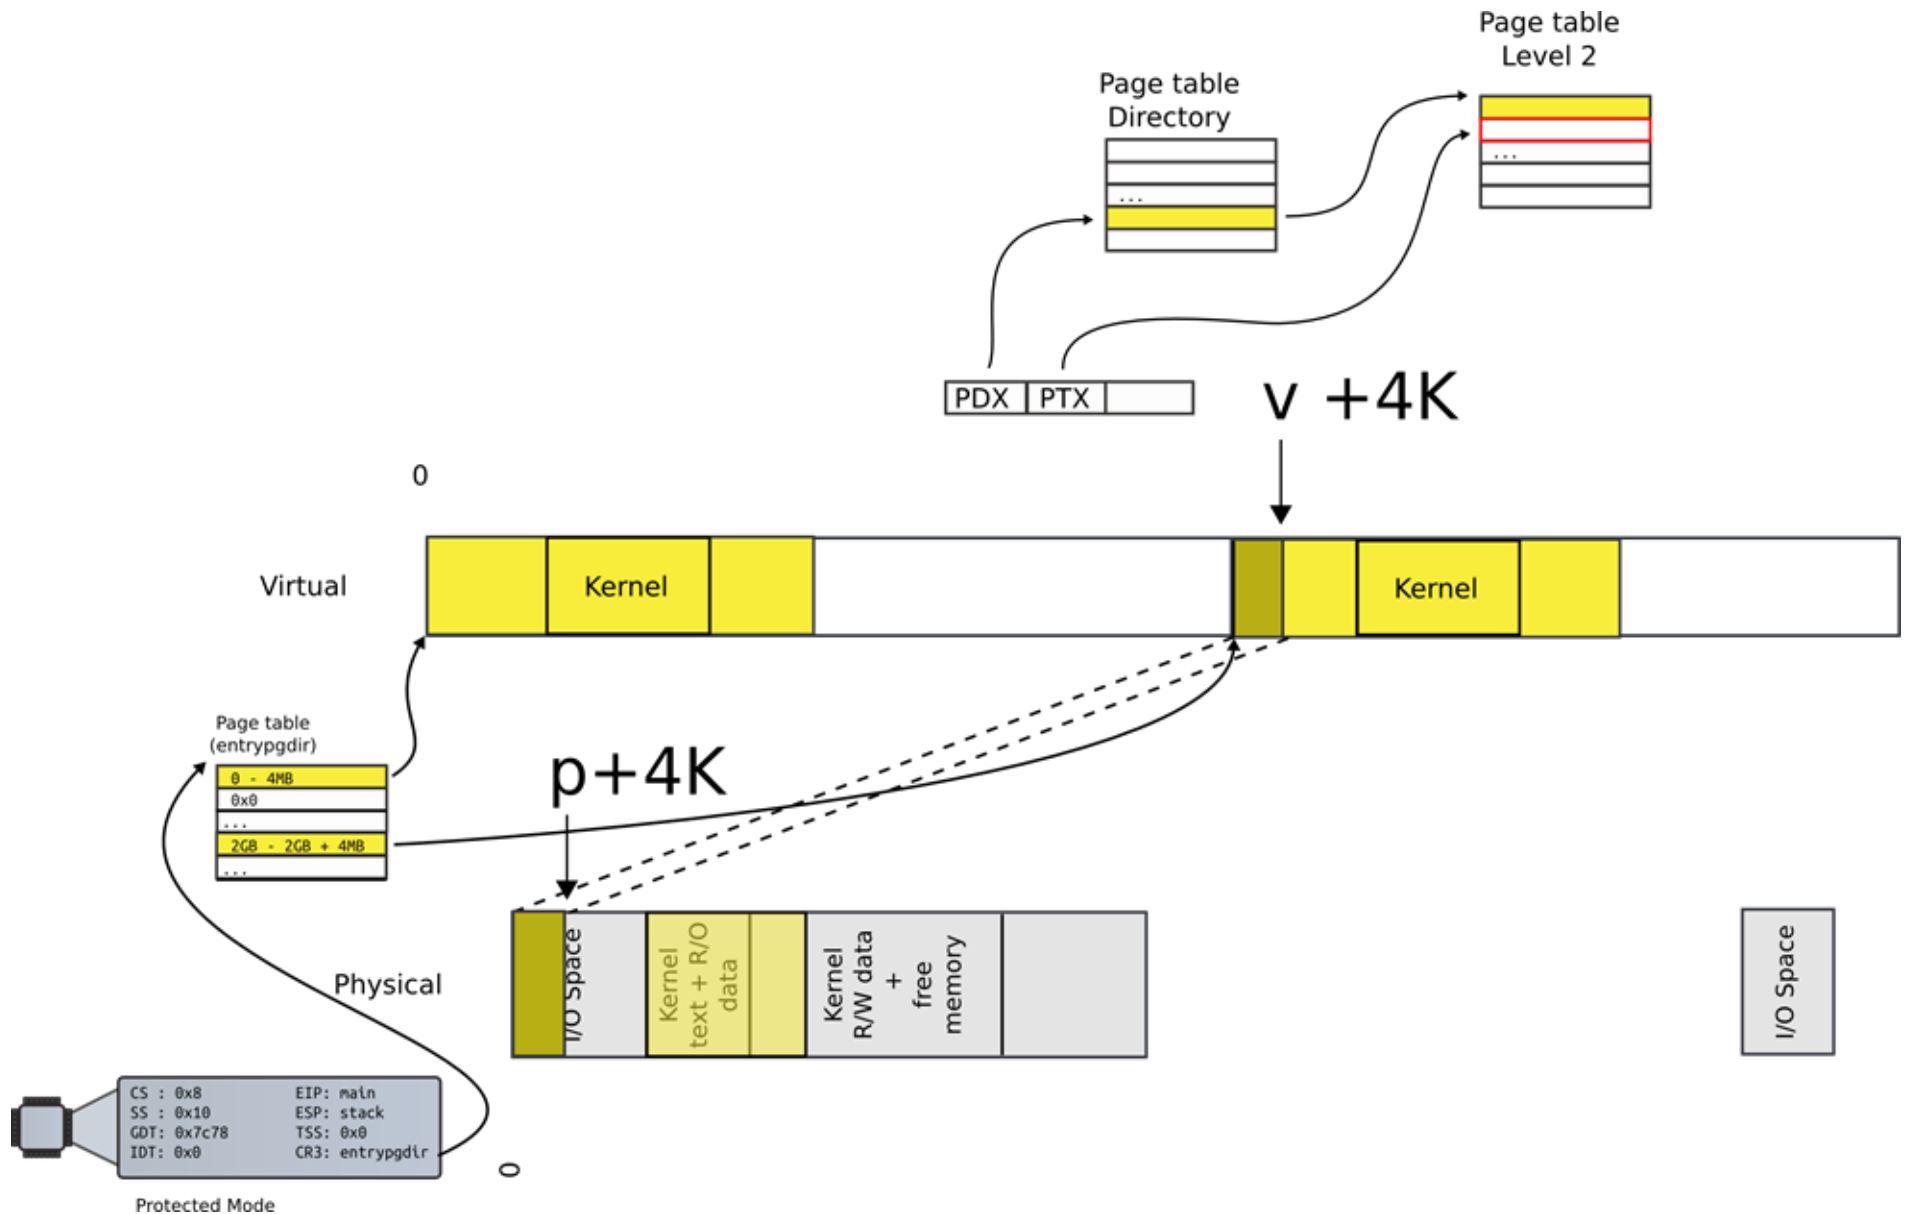 Page table
Level 2
Page table
Directory
...
...
PDX PTX
v +4K
0
Virtual
Kernel
Kernel
Page table
(entrypgdir)
0 - 4MB
0x0
...
2GB - 2GB + 4MB
...
p+4K
Physical
I/O Space
Kernel
text + R/O
data
Kernel
R/W data
+
free
memory
I/O Space
CS : 0x8 EIP: main
SS : 0x10 ESP: stack
GDT: 0x7c78 TSS: 0x0
IDT: 0x0 CR3: entrypgdir
0
Protected Mode